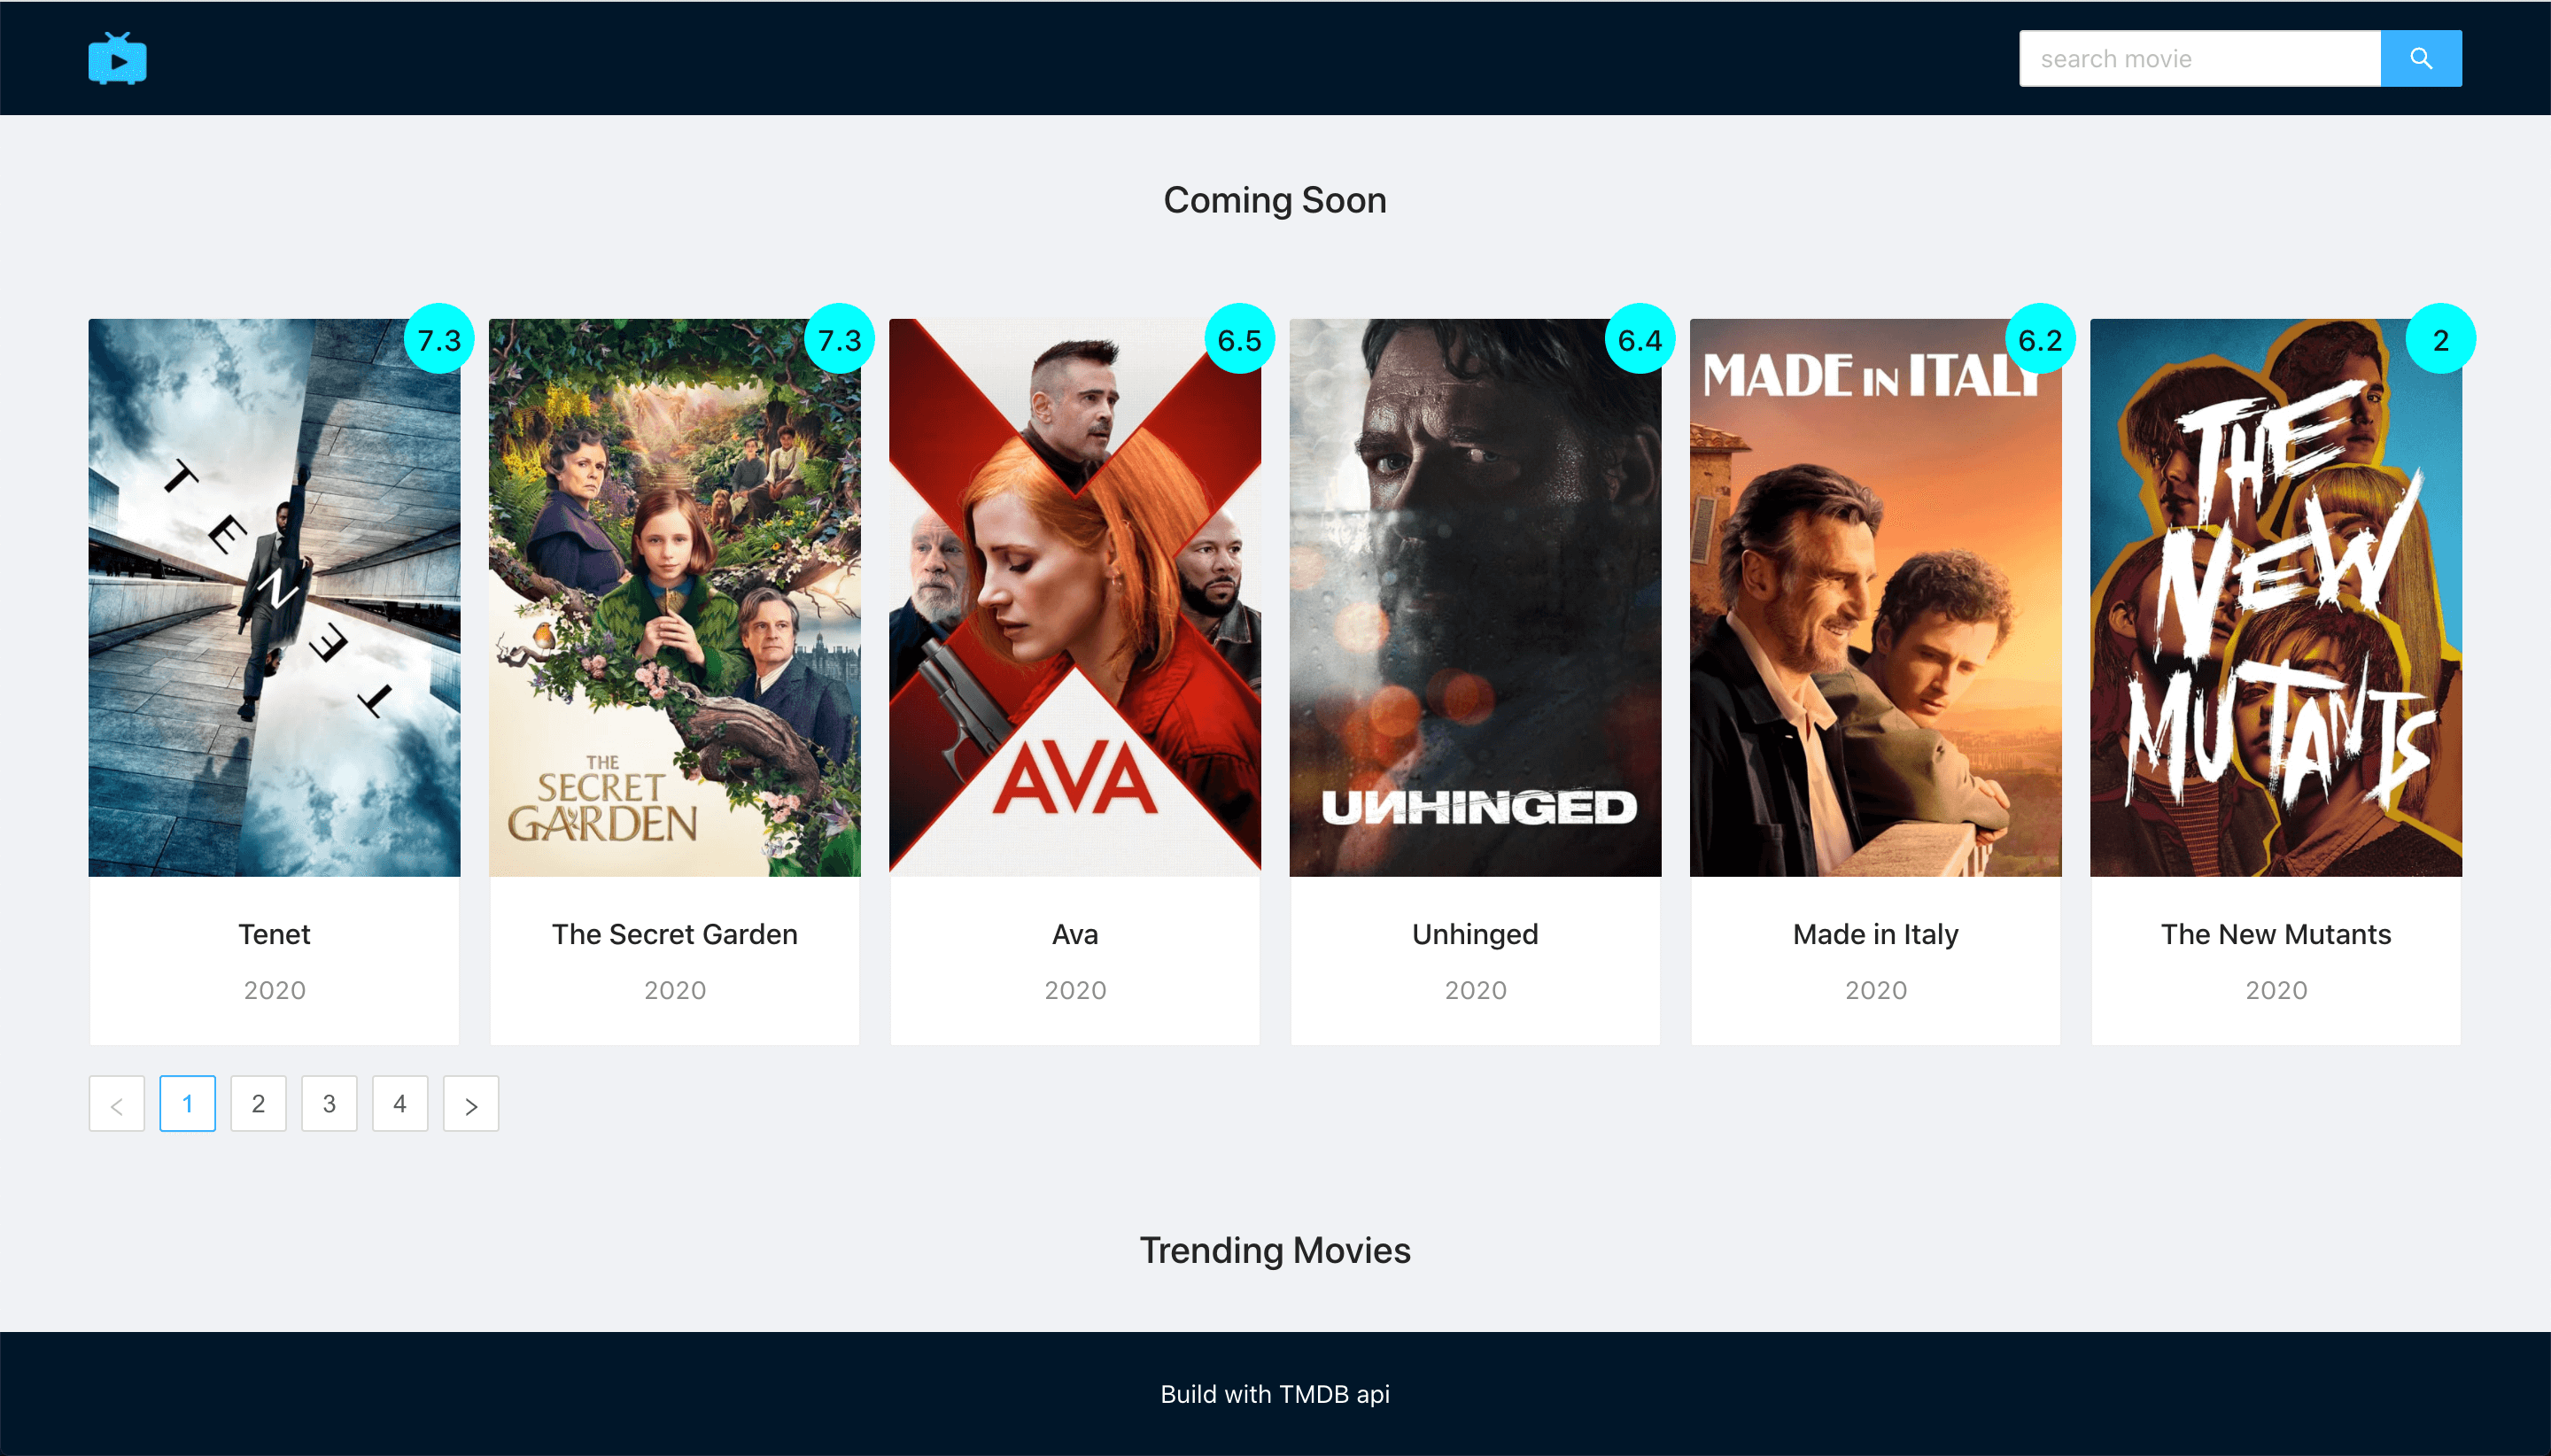 search movie
Coming Soon
7.3
7.3
6.5
6.4
6.2
2
TENET
THE
SECRET
GARDEN
AVA
UNHINGED
MADE IN ITALY
THE
NEW
MUTANTS
Tenet
The Secret Garden
Ava
Unhinged
Made in Italy
The New Mutants
2020
2020
2020
2020
2020
2020
< 1 2 3 4 >
Trending Movies
Build with TMDB api